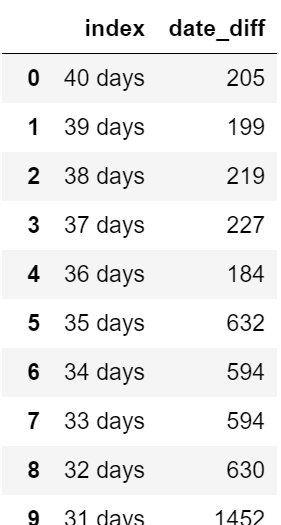 index date_diff
0 40 days 205
1 39 days 199
2 38 days 219
3 37 days 227
4 36 days 184
5 35 days 632
6 34 days 594
7 33 days 594
8 32 days 630
9 31 days 1452